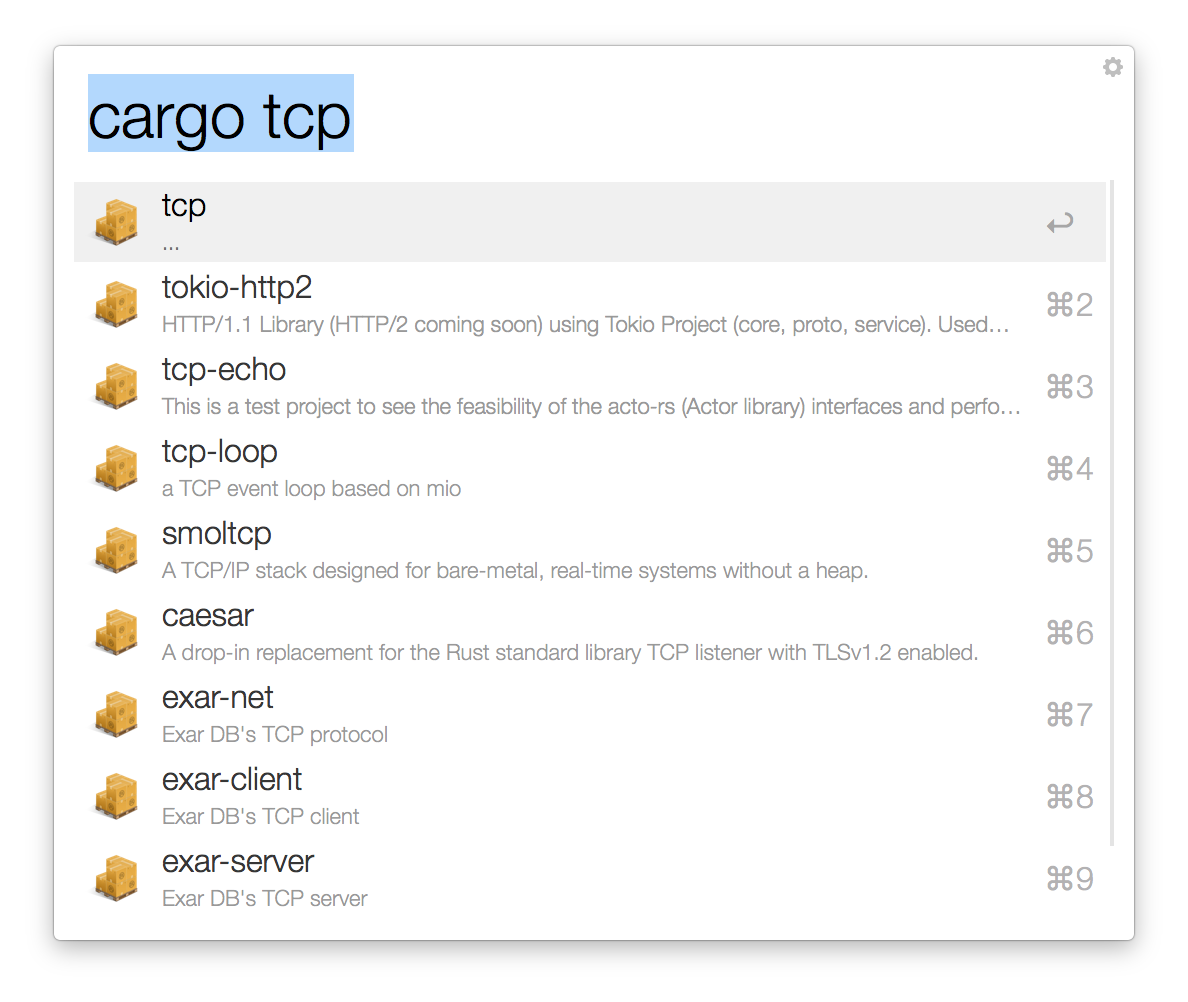 cargo tcp
tcp
...
tokio-http2
HTTP/1.1 Library (HTTP/2 coming soon) using Tokio Project (core, proto, service). Used…
⌘2
tcp-echo
This is a test project to see the feasibility of the acto-rs (Actor library) interfaces and perfo…
⌘3
tcp-loop
a TCP event loop based on mio
⌘4
smoltcp
A TCP/IP stack designed for bare-metal, real-time systems without a heap.
⌘5
caesar
A drop-in replacement for the Rust standard library TCP listener with TLSv1.2 enabled.
⌘6
exar-net
Exar DB's TCP protocol
⌘7
exar-client
Exar DB's TCP client
⌘8
exar-server
Exar DB's TCP server
⌘9